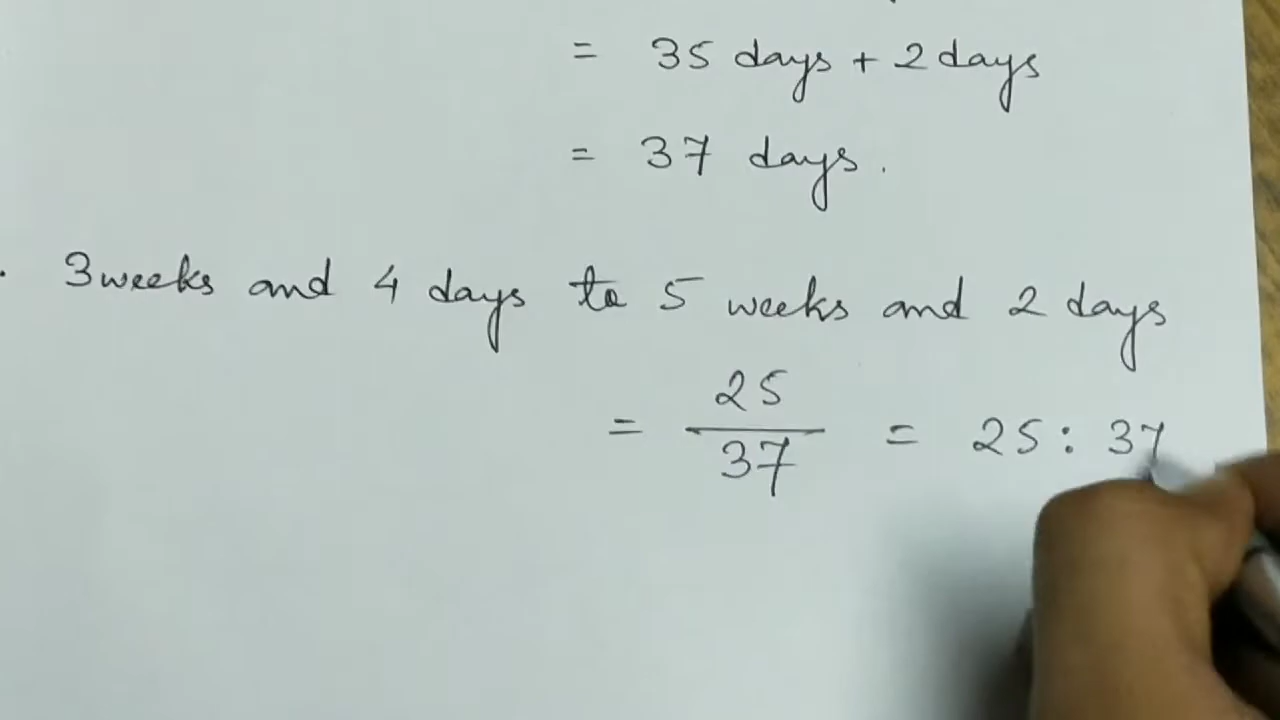 = 35 days + 2 days
= 37 days.
. 3 weeks and 4 days to 5 weeks and 2 days
= 25/37 = 25 : 37